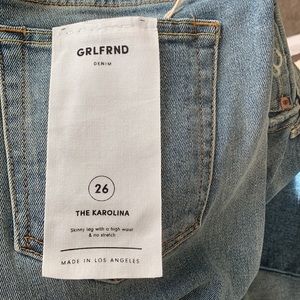 GRLFRND
DENIM
26
THE KAROLINA
Skinny leg with a high waist
& no stretch
MADE IN LOS ANGELES